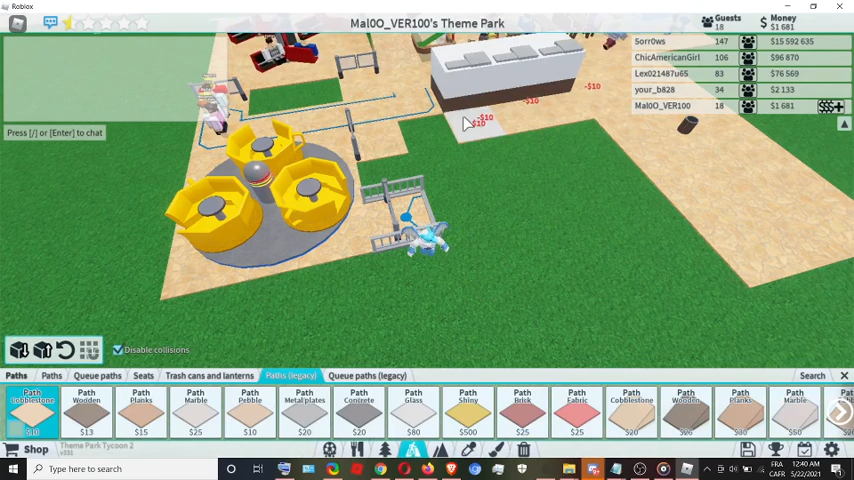 Roblox
Mal0O_VER100's Theme Park
Guests
18
Money
$1 681
5orr0ws 147 $15 592 635
ChicAmericanGirl 106 $96 870
Lex021487u65 83 $76 569
your_b828 34 $2 133
Mal0O_VER100 18 $1 681
$$$+
Press [/] or [Enter] to chat
-$10
-$10
-$10
$10
Disable collisions
Paths Paths Queue paths Seats Trash cans and lanterns Paths (legacy) Queue paths (legacy) Search
Path Cobblestone $10
Path Wooden $13
Path Planks $15
Path Marble $25
Path Pebble $10
Path Metal plates $20
Path Concrete $20
Path Glass $80
Path Shiny $500
Path Brick $25
Path Fabric $25
Path Cobblestone $20
Path Wooden
Path Planks
Path Marble
Shop
Theme Park Tycoon 2
v331
Type here to search
FRA
CAFR
12:40 AM
5/22/2021